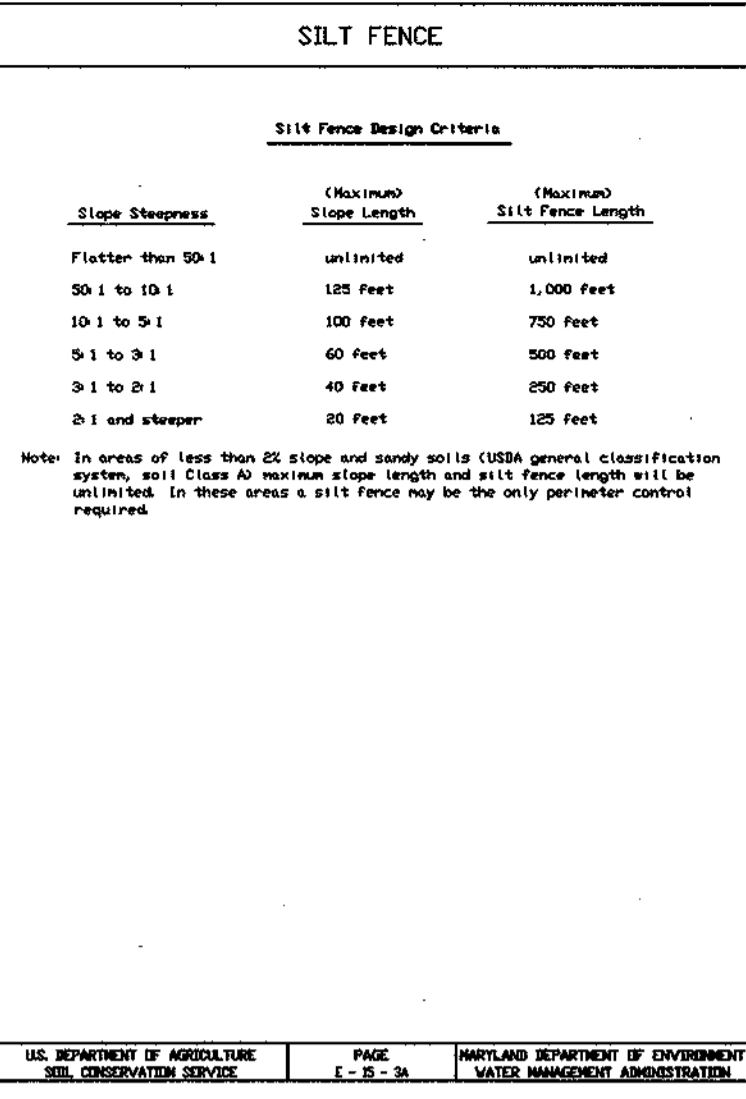 SILT FENCE
Silt Fence Design Criteria
Slope Steepness (Maximum) Slope Length (Maximum) Silt Fence Length
Flatter than 50:1 unlimited unlimited
50:1 to 10:1 125 feet 1,000 feet
10:1 to 5:1 100 feet 750 feet
5:1 to 3:1 60 feet 500 feet
3:1 to 2:1 40 feet 250 feet
2:1 and steeper 20 feet 125 feet
Note: In areas of less than 2% slope and sandy soils (USDA general classification
system, soil Class A) maximum slope length and silt fence length will be
unlimited. In these areas a silt fence may be the only perimeter control
required.
U.S. DEPARTMENT OF AGRICULTURE
SOIL CONSERVATION SERVICE
PAGE
E - 15 - 3A
MARYLAND DEPARTMENT OF ENVIRONMENT
WATER MANAGEMENT ADMINISTRATION